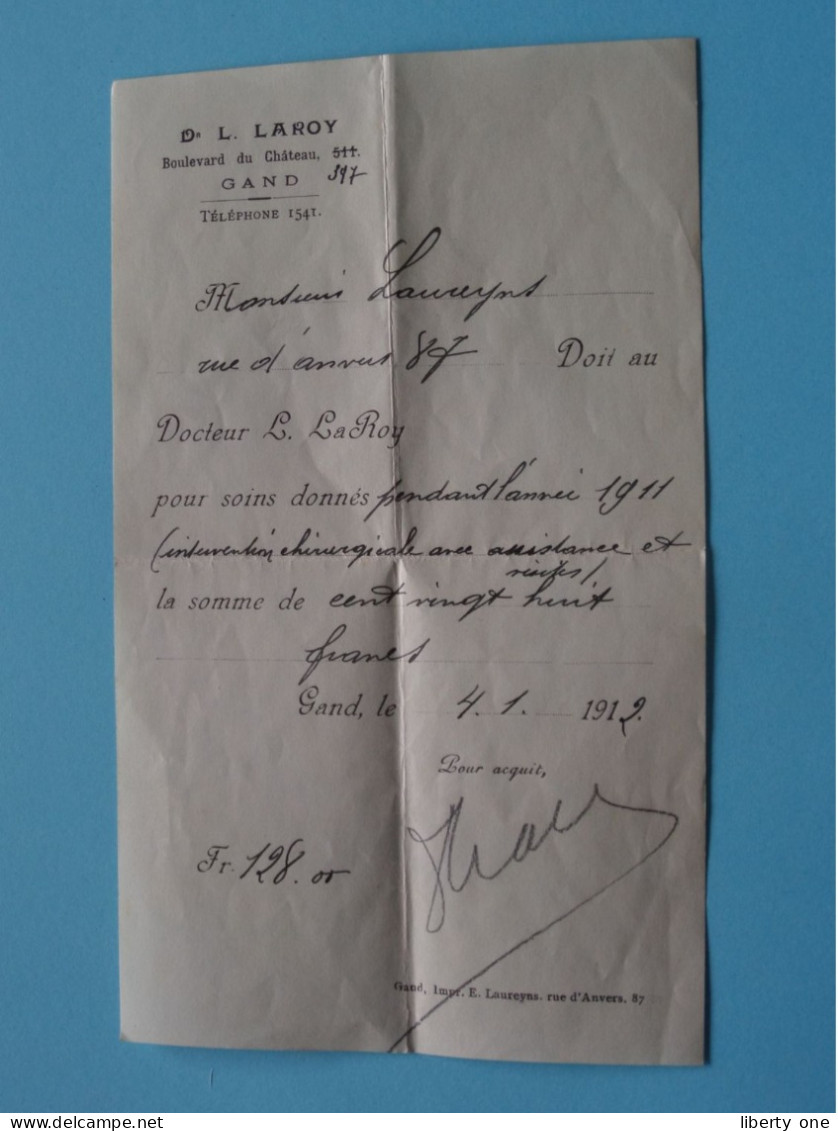 Dr L. LAROY
Boulevard du Château, 511.
397
GAND
TÉLÉPHONE 1541.
Monsieur Laureyns
rue d'anvers 87 Doit au
Docteur L. LaRoy
pour soins donnés pendant l'année 1911
(intervention chirurgicale avec assistance et
visites)
la somme de cent vingt huit
francs
Gand, le 4.1. 1912.
Pour acquit,
Fr. 128.00
Gand, Impr. E. Laureyns. rue d'Anvers. 87
delcampe.net
liberty one